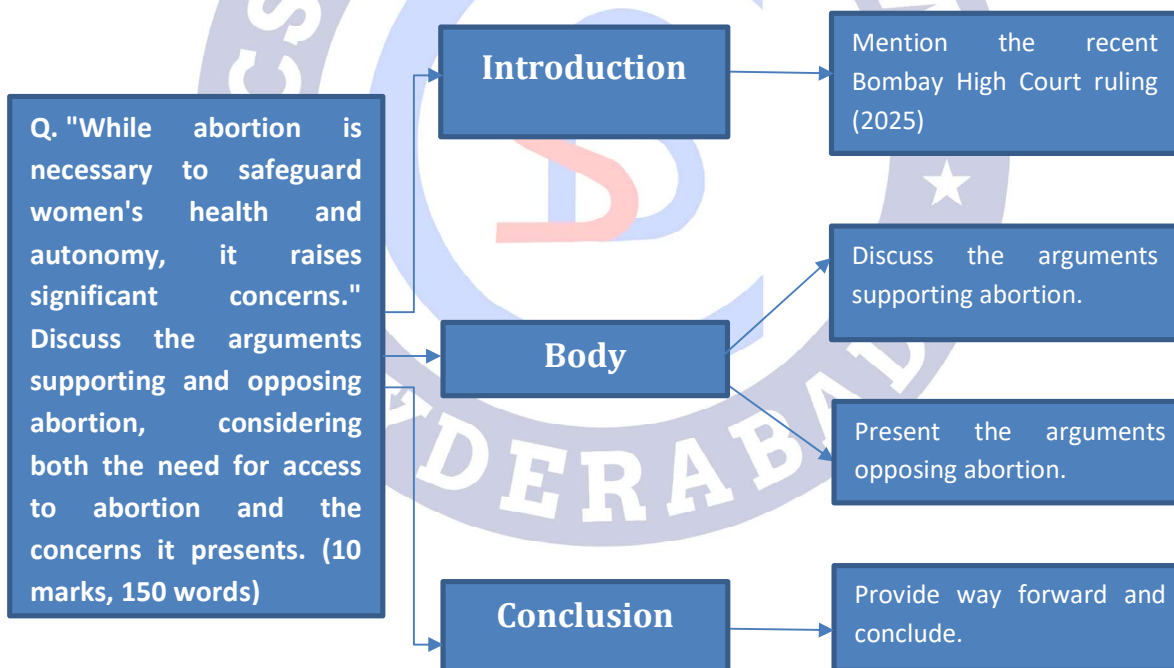 Q. "While abortion is
necessary to safeguard
women's health and
autonomy, it raises
significant concerns."
Discuss the arguments
supporting and opposing
abortion, considering
both the need for access
to abortion and the
concerns it presents. (10
marks, 150 words)
Introduction
Mention the recent
Bombay High Court ruling
(2025)
Body
Discuss the arguments
supporting abortion.
Present the arguments
opposing abortion.
Conclusion
Provide way forward and
conclude.
CS
YDERABAD